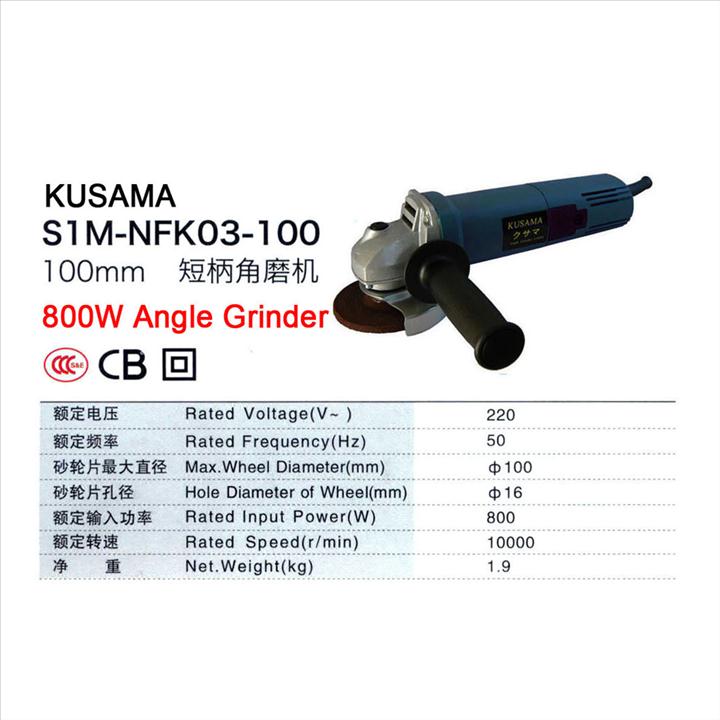 KUSAMA
S1M-NFK03-100
100mm 短柄角磨机
800W Angle Grinder
KUSAMA
クサマ
CCC S&E CB
额定电压 Rated Voltage(V~ ) 220
额定频率 Rated Frequency(Hz) 50
砂轮片最大直径 Max.Wheel Diameter(mm) ф100
砂轮片孔径 Hole Diameter of Wheel(mm) ф16
额定输入功率 Rated Input Power(W) 800
额定转速 Rated Speed(r/min) 10000
净 重 Net.Weight(kg) 1.9